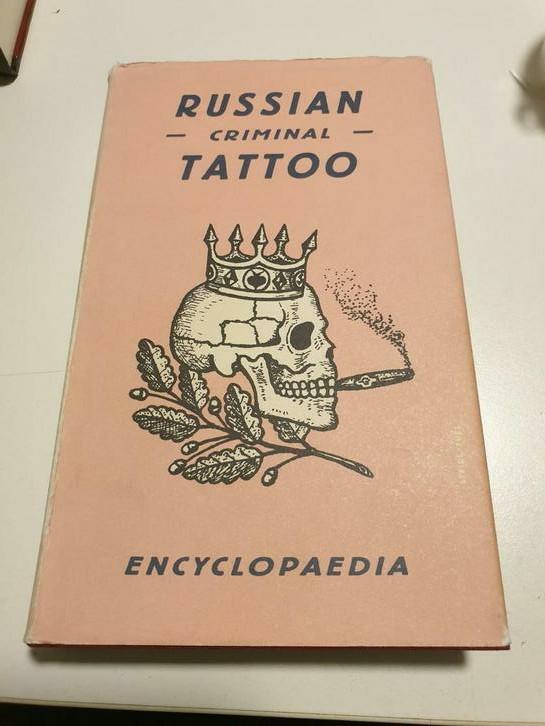 RUSSIAN
— CRIMINAL —
TATTOO
ENCYCLOPAEDIA